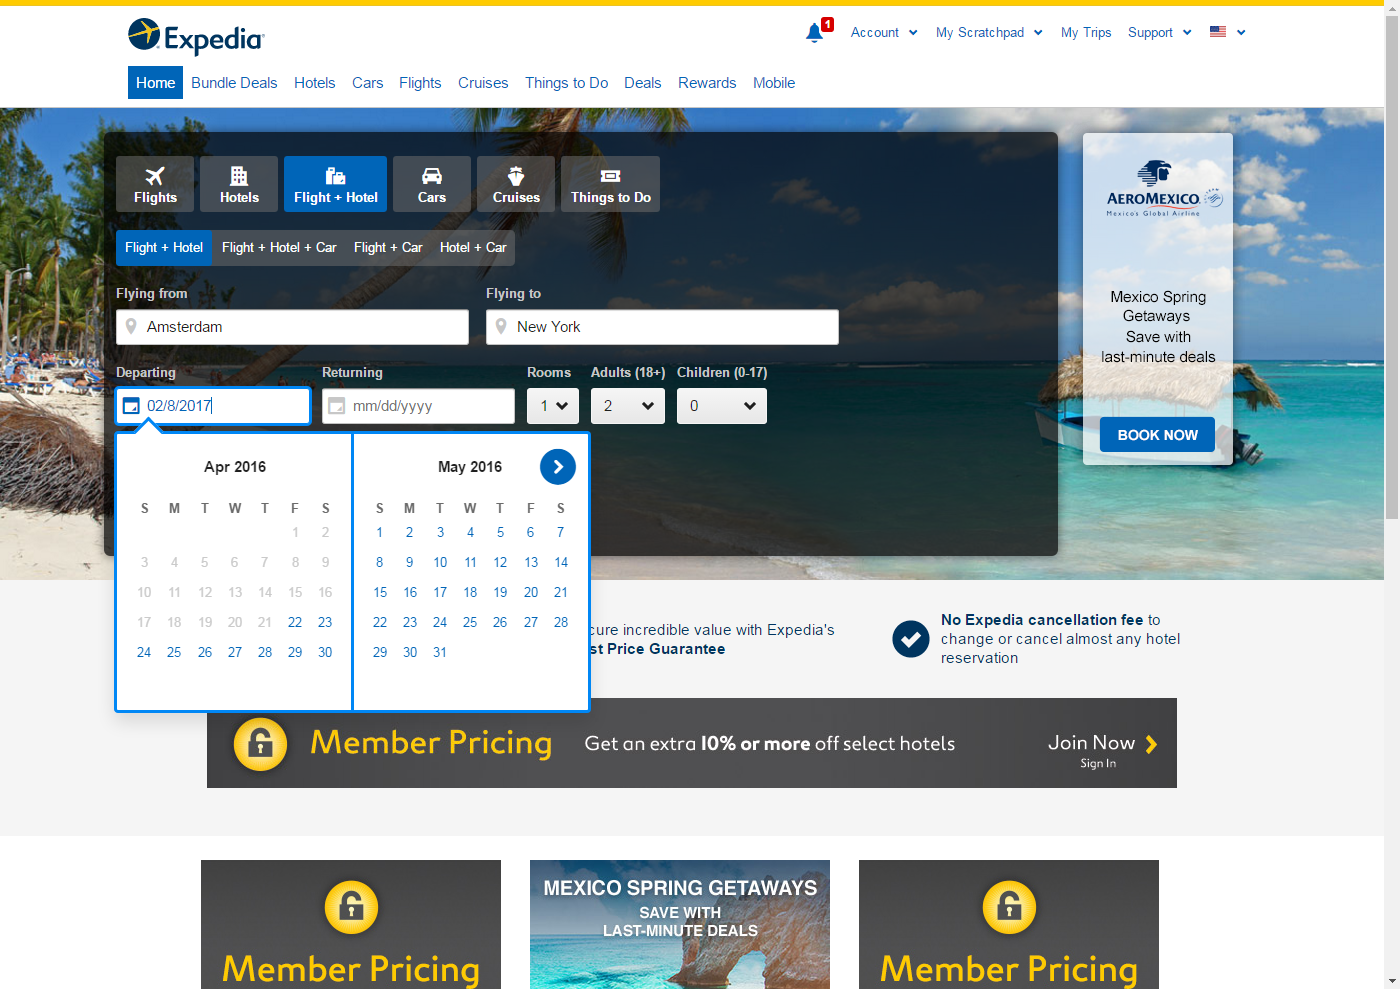 Expedia
1
Account
My Scratchpad
My Trips
Support
Home
Bundle Deals
Hotels
Cars
Flights
Cruises
Things to Do
Deals
Rewards
Mobile
Flights
Hotels
Flight + Hotel
Cars
Cruises
Things to Do
Flight + Hotel
Flight + Hotel + Car
Flight + Car
Hotel + Car
Flying from
Flying to
Amsterdam
New York
Departing
Returning
Rooms
Adults (18+)
Children (0-17)
02/8/2017
mm/dd/yyyy
1
2
0
Apr 2016
S M T W T F S
1 2
3 4 5 6 7 8 9
10 11 12 13 14 15 16
17 18 19 20 21 22 23
24 25 26 27 28 29 30
May 2016
S M T W T F S
1 2 3 4 5 6 7
8 9 10 11 12 13 14
15 16 17 18 19 20 21
22 23 24 25 26 27 28
29 30 31
AEROMEXICO
Mexico's Global Airline
Mexico Spring
Getaways
Save with
last-minute deals
BOOK NOW
cure incredible value with Expedia's
st Price Guarantee
No Expedia cancellation fee to
change or cancel almost any hotel
reservation
Member Pricing
Get an extra 10% or more off select hotels
Join Now
Sign In
Member Pricing
MEXICO SPRING GETAWAYS
SAVE WITH
LAST-MINUTE DEALS
Member Pricing